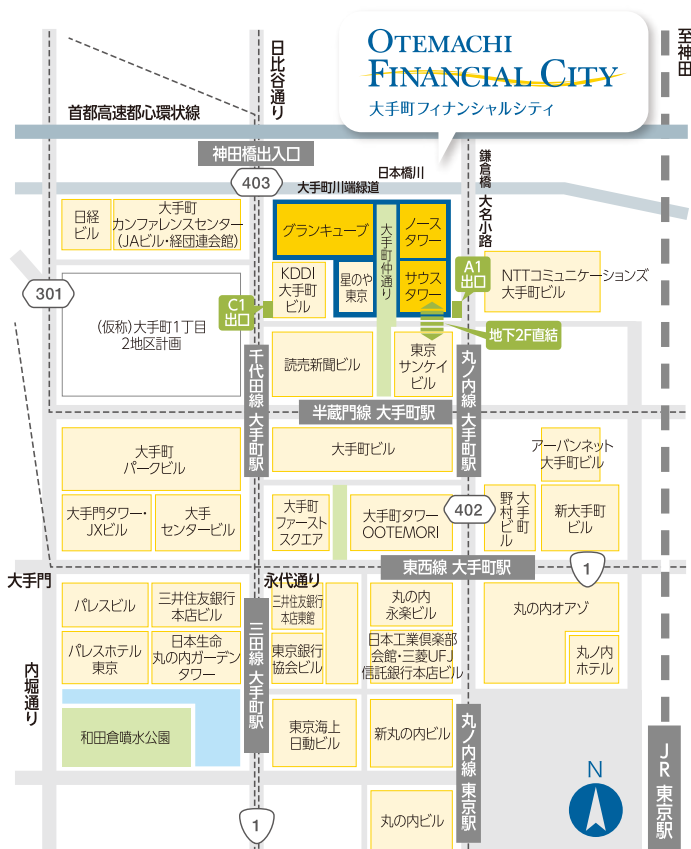 OTEMACHI
FINANCIAL CITY
大手町フィナンシャルシティ
至神田
日比谷通り
首都高速都心環状線
神田橋出入口
403
日本橋川
大手町川端緑道
鎌倉橋
大名小路
日経
ビル
大手町
カンファレンスセンター
（JAビル・経団連会館）
グランキューブ
大手町仲通り
ノース
タワー
サウス
タワー
A1
出口
NTTコミュニケーションズ
大手町ビル
301
KDDI
大手町
ビル
星のや
東京
C1
出口
（仮称）大手町1丁目
2地区計画
地下2F直結
千代田線 大手町駅
読売新聞ビル
東京
サンケイ
ビル
丸ノ内線 大手町駅
半蔵門線 大手町駅
大手町
パークビル
大手町ビル
アーバンネット
大手町ビル
大手門タワー・
JXビル
大手
センタービル
大手町
ファースト
スクエア
大手町タワー
OOTEMORI
402
大手町
野村ビル
新大手町
ビル
東西線 大手町駅
1
大手門
永代通り
パレスビル
三井住友銀行
本店ビル
三井住友銀行
本店東館
丸の内
永楽ビル
丸の内オアゾ
パレスホテル
東京
日本生命
丸の内ガーデン
タワー
三田線 大手町駅
東京銀行
協会ビル
日本工業倶楽部
会館・三菱UFJ
信託銀行本店ビル
丸ノ内
ホテル
内堀通り
和田倉噴水公園
東京海上
日動ビル
新丸の内ビル
丸ノ内線 東京駅
JR 東京駅
N
1
丸の内ビル